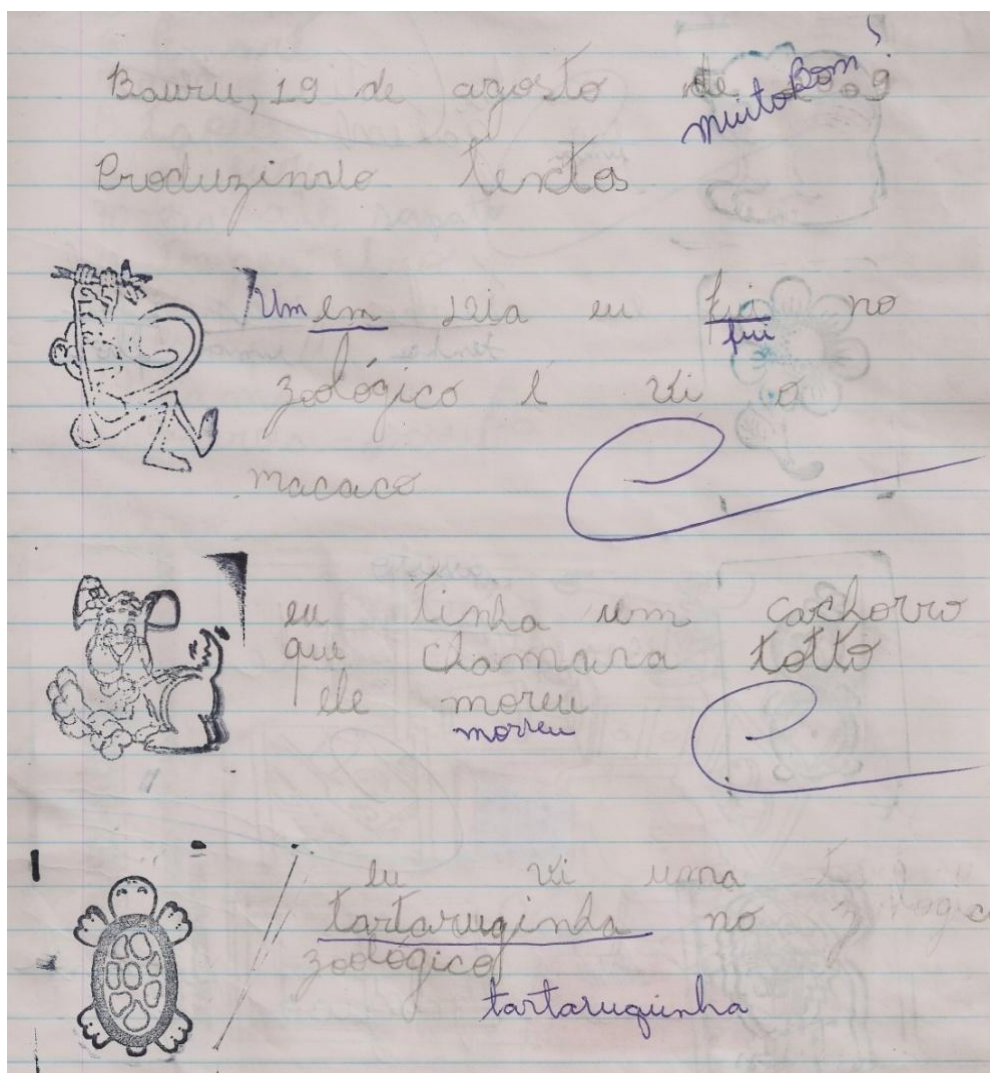 Bauru, 19 de agosto de
muito bom!
Produzindo textos
Um em dia eu fui no
fui
zoológico e vi o
macaco
eu tinha um cachorro
que chamava totto
ele moreu
morreu
eu vi uma
tartaruginha no
zoológico
tartaruguinha